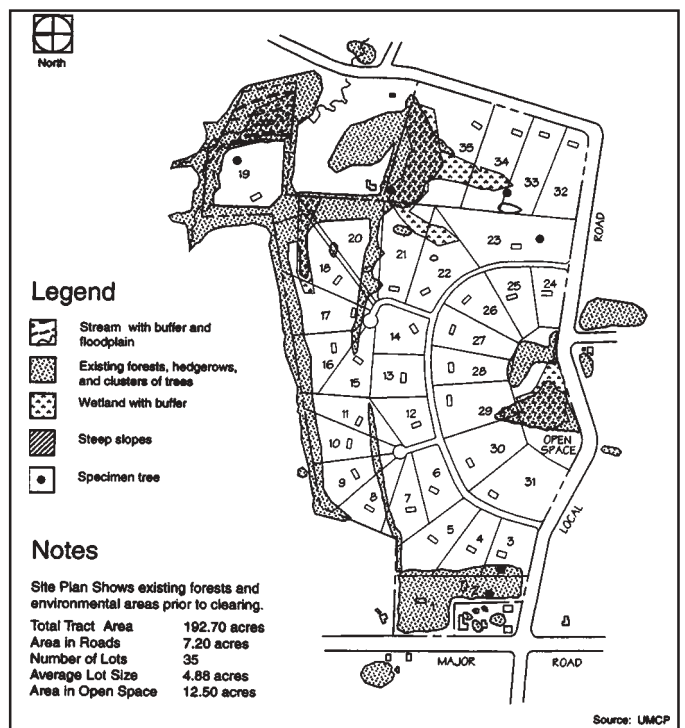 North
35
34
33
32
19
ROAD
20
21
22
23
18
24
25
26
17
27
14
16
28
13
15
29
12
11
10
OPEN
SPACE
30
9
6
31
8
7
5
4
3
LOCAL
1
MAJOR ROAD
Legend
Stream with buffer and
floodplain
Existing forests, hedgerows,
and clusters of trees
Wetland with buffer
Steep slopes
Specimen tree
Notes
Site Plan Shows existing forests and
environmental areas prior to clearing.
Total Tract Area 192.70 acres
Area in Roads 7.20 acres
Number of Lots 35
Average Lot Size 4.88 acres
Area in Open Space 12.50 acres
Source: UMCP